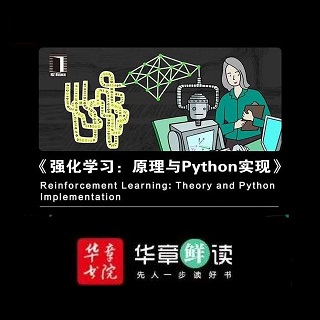 《强化学习：原理与Python实现》
Reinforcement Learning: Theory and Python
Implementation
华章书院
华章鲜读
先人一步读好书